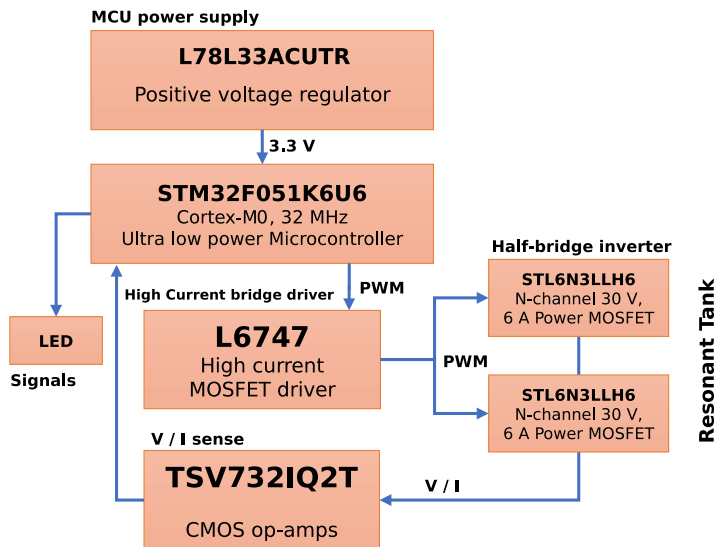 MCU power supply
L78L33ACUTR
Positive voltage regulator
3.3 V
STM32F051K6U6
Cortex-M0, 32 MHz
Ultra low power Microcontroller
Half-bridge inverter
STL6N3LLH6
N-channel 30 V,
6 A Power MOSFET
PWM
High Current bridge driver
L6747
High current
MOSFET driver
PWM
LED
Signals
STL6N3LLH6
N-channel 30 V,
6 A Power MOSFET
Resonant Tank
V / I sense
TSV732IQ2T
CMOS op-amps
V / I